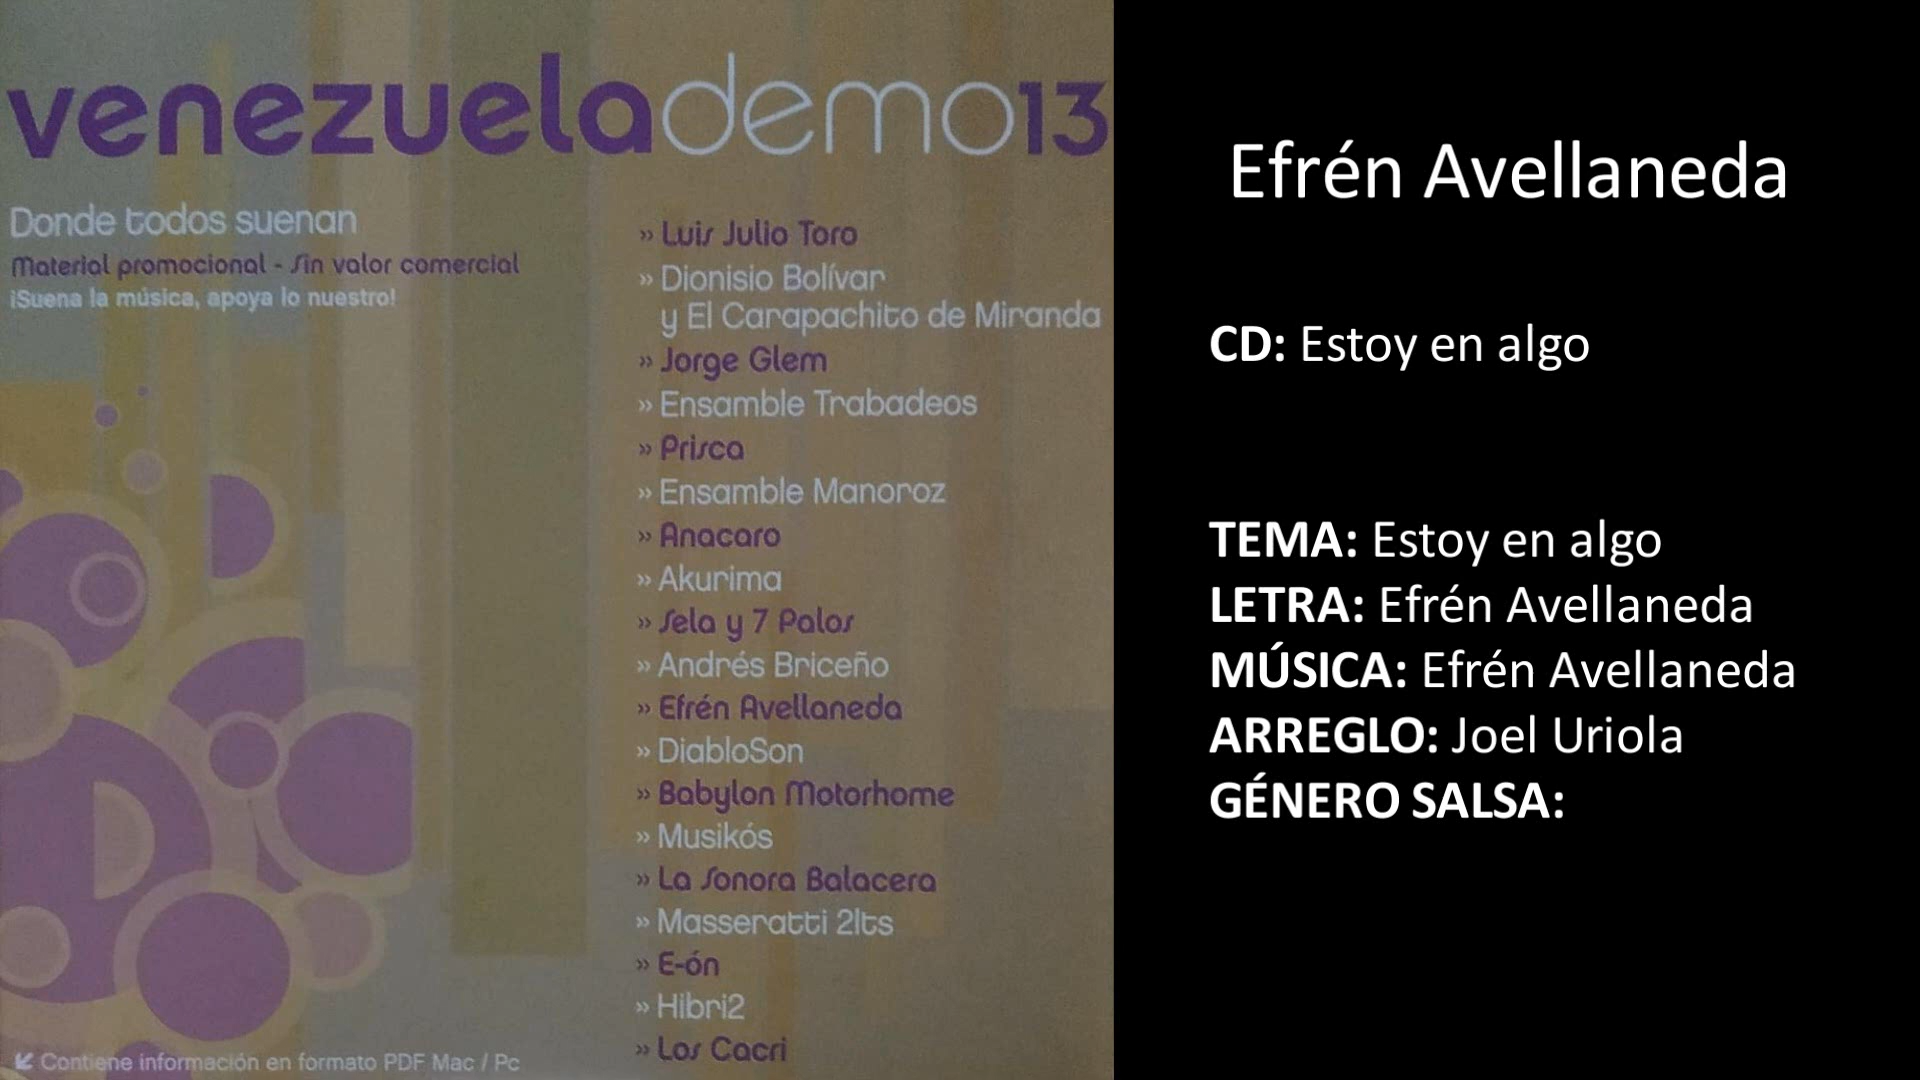 venezuelademo13
Donde todos suenan
Material promocional - Sin valor comercial
¡Suena la música, apoya lo nuestro!
» Luis Julio Toro
» Dionisio Bolívar
y El Carapachito de Miranda
» Jorge Glem
» Ensamble Trabadeos
» Prisca
» Ensamble Manoroz
» Anacaro
» Akurima
» Sela y 7 Palos
» Andrés Briceño
» Efrén Avellaneda
» DiabloSon
» Babylon Motorhome
» Musikós
» La Sonora Balacera
» Masseratti 2lts
» E-ón
» Hibri2
» Los Cacri
Contiene información en formato PDF Mac / Pc
Efrén Avellaneda
CD: Estoy en algo
TEMA: Estoy en algo
LETRA: Efrén Avellaneda
MÚSICA: Efrén Avellaneda
ARREGLO: Joel Uriola
GÉNERO SALSA: